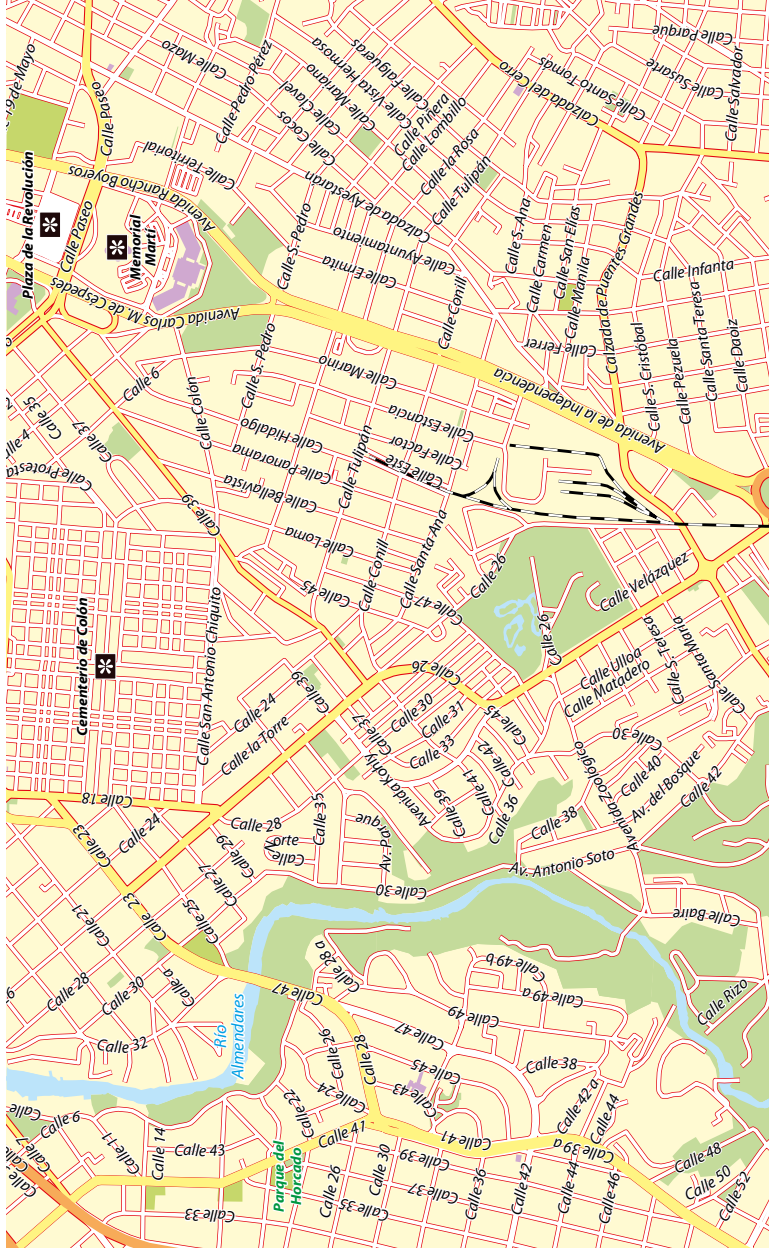 Calle Parque
Calle Mazo
Calle Pedro Pérez
Vista Hermosa
Calle Falgueras
Calle Mariano
Calzada del Cerro
Calle Santo Tomás
Calle Susarte
Calle Salvador
19 de Mayo
Calle Paseo
Calle Clavel
Calle Cocos
Calle Piñera
Calle Lombillo
Calle la Rosa
Calle Tulipán
Calle Territorial
Avenida Rancho Boyeros
Calzada de Ayestarán
Plaza de la Revolución
Calle Paseo
Memorial
Martí.
Calle S. Pedro
Calle Ayuntamiento
Calle Ermita
Calle Conill
Calle S. Ana
Calle Carmen
Calle San Elías
Calle Manila
Calle Ferrer
Calzada de Puentes Grandes
Calle Infanta
Avenida Carlos M. de Céspedes
Calle S. Cristóbal
Calle Pezuela
Calle Santa Teresa
Calle Daoíz
Calle 6
Calle Colón
Calle S. Pedro
Calle Marino
Avenida de la Independencia
Calle 35
Calle 37
Calle Protesta
Calle Hidalgo
Calle Panorama
Calle Bellavista
Calle Estancia
Calle Factor
Calle Este
Calle Tulipán
Calle 39
Calle Loma
Calle Conill
Calle Santa Ana
Calle 45
Calle 47
Calle 26
Calle Velázquez
Cementerio de Colón
Calle San Antonio Chiquito
Calle 26
Calle 26
Calle Ulloa
Calle Matadero
Calle S. Teresa
Calle Santa María
Calle 39
Calle 24
Calle la Torre
Calle 37
Calle 30
Calle 31
Calle 33
Calle 45
Calle 42
Calle 41
Calle 39
Calle 36
Avenida Kohly
Avenida Zoológico
Calle 30
Calle 40
Av. del Bosque
Calle 42
Calle 38
Calle 18
Calle 24
Calle 23
Calle 28
Calle Norte
Calle 35
Calle 29
Calle 27
Calle 25
Av. Parque
Calle 30
Av. Antonio Soto
Calle Baire
Calle Rizo
Calle 21
Calle 23
Calle 28
Calle 30
Calle a
Calle 32
Río
Almendares
Calle 47
Calle 28 a
Calle 49 b
Calle 49 a
Calle 49
Calle 47
Calle 45
Calle 43
Calle 38
Calle 42 a
Calle 44
Calle 26
Calle 28
Calle 24
Calle 22
Calle 41
Calle 41
Calle 39 a
Calle 6
Calle 7
Calle 11
Calle 14
Calle 43
Parque del
Horcado
Calle 33
Calle 26
Calle 35
Calle 30
Calle 39
Calle 37
Calle 36
Calle 42
Calle 44
Calle 46
Calle 48
Calle 50
Calle 52